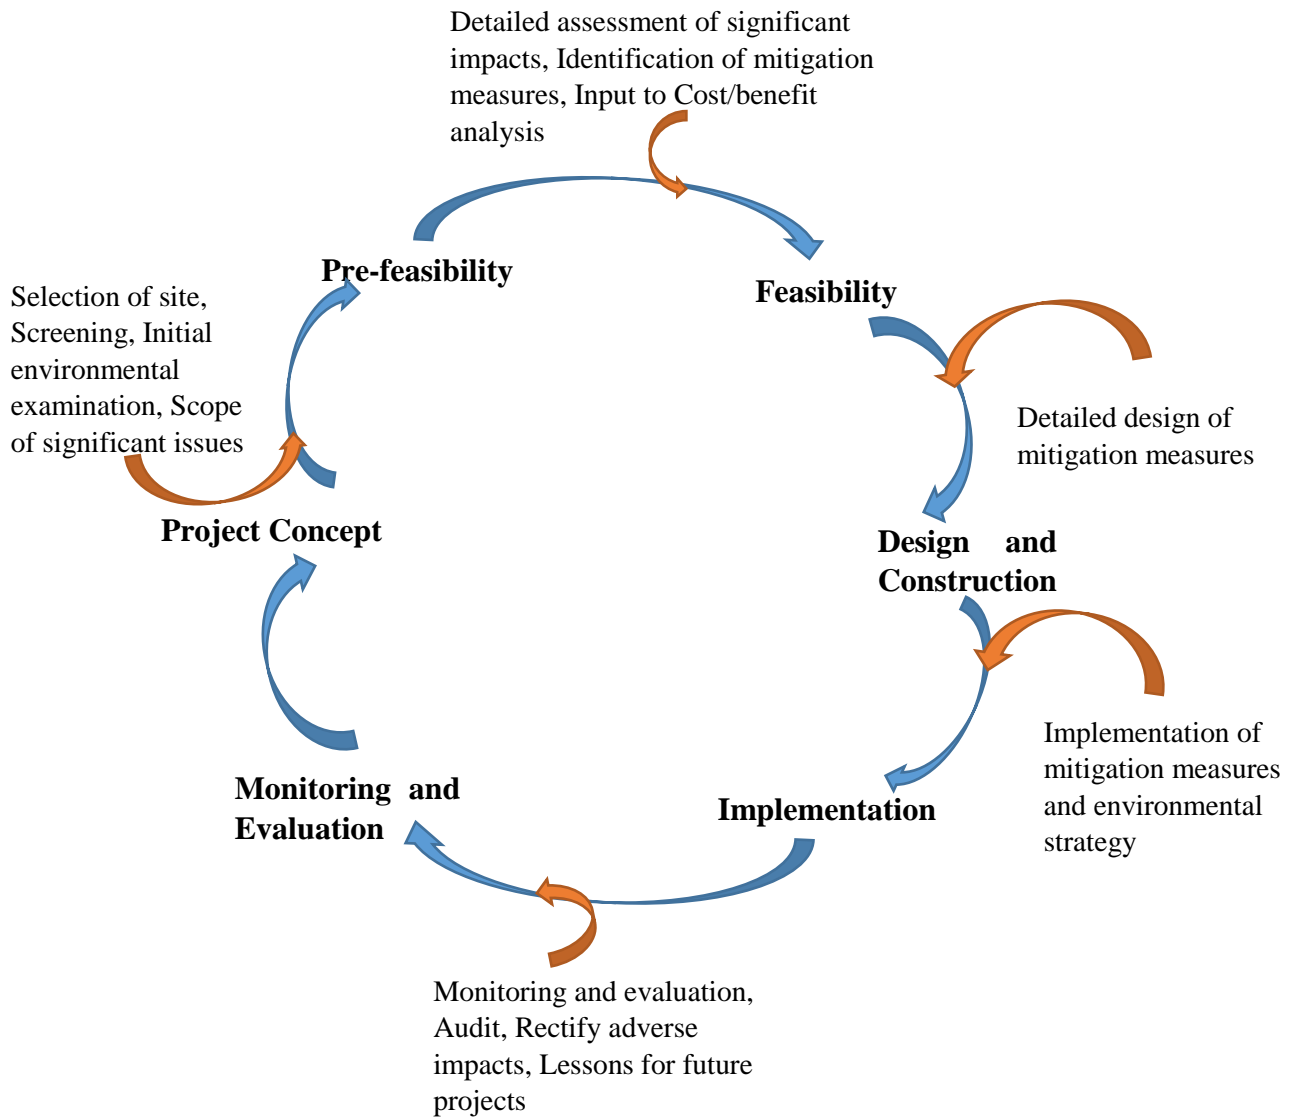 Detailed assessment of significant
impacts, Identification of mitigation
measures, Input to Cost/benefit
analysis
Pre-feasibility
Feasibility
Selection of site,
Screening, Initial
environmental
examination, Scope
of significant issues
Detailed design of
mitigation measures
Project Concept
Design and
Construction
Implementation of
mitigation measures
and environmental
strategy
Monitoring and
Evaluation
Implementation
Monitoring and evaluation,
Audit, Rectify adverse
impacts, Lessons for future
projects